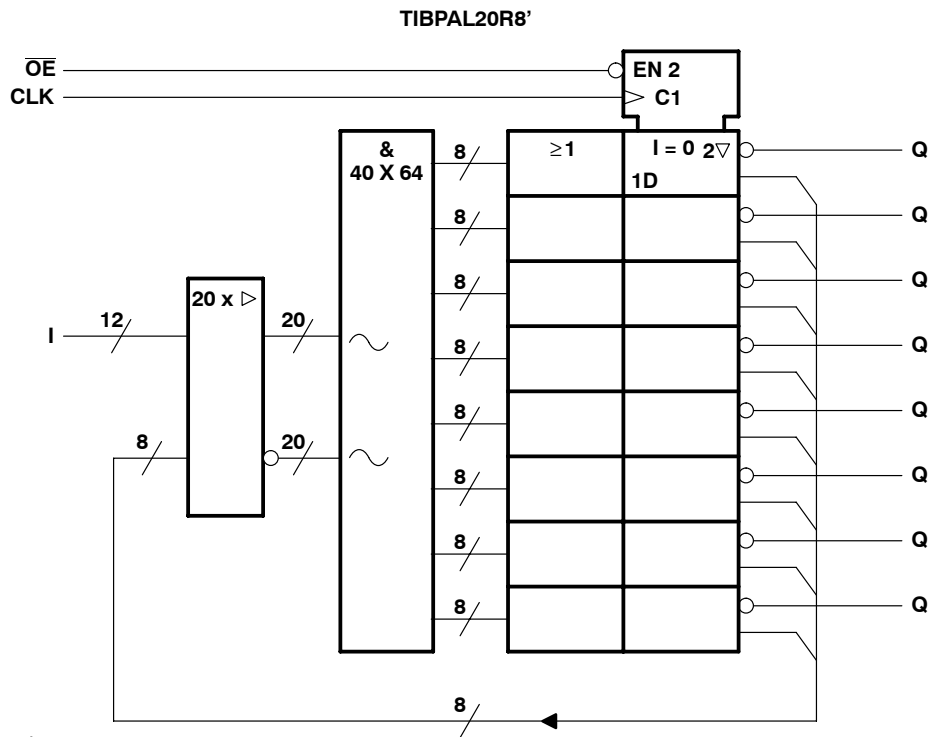 TIBPAL20R8'
OE
EN 2
CLK
C1
&
40 X 64
8
≥1
I = 0 2▽
1D
Q
8
Q
8
Q
20 x ▷
I
12
20
8
Q
8
Q
8
20
8
Q
8
Q
8
Q
8